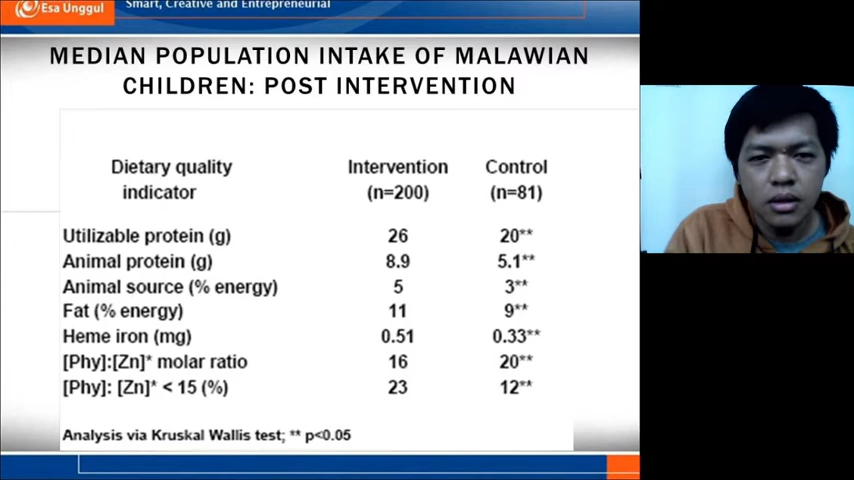 Esa Unggul
Smart, Creative and Entrepreneurial
MEDIAN POPULATION INTAKE OF MALAWIAN
CHILDREN: POST INTERVENTION
Dietary quality indicator Intervention (n=200) Control (n=81)
Utilizable protein (g) 26 20**
Animal protein (g) 8.9 5.1**
Animal source (% energy) 5 3**
Fat (% energy) 11 9**
Heme iron (mg) 0.51 0.33**
[Phy]:[Zn]* molar ratio 16 20**
[Phy]: [Zn]* < 15 (%) 23 12**
Analysis via Kruskal Wallis test; ** p<0.05